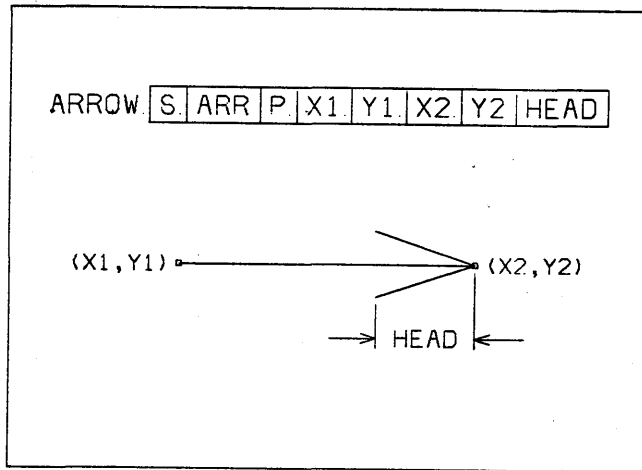 ARROW. S. ARR P. X1. Y1. X2. Y2 HEAD
(X1,Y1) (X2,Y2)
HEAD